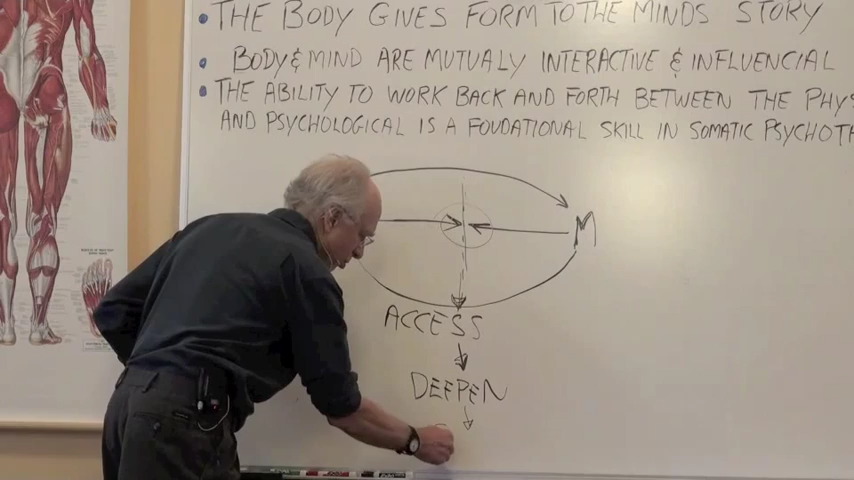 • THE BODY GIVES FORM TO THE MINDS STORY
• BODY & MIND ARE MUTUALY INTERACTIVE & INFLUENCIAL
• THE ABILITY TO WORK BACK AND FORTH BETWEEN THE PHYS
AND PSYCHOLOGICAL IS A FOUDATIONAL SKILL IN SOMATIC PSYCHOTH
M
ACCESS
DEEPEN